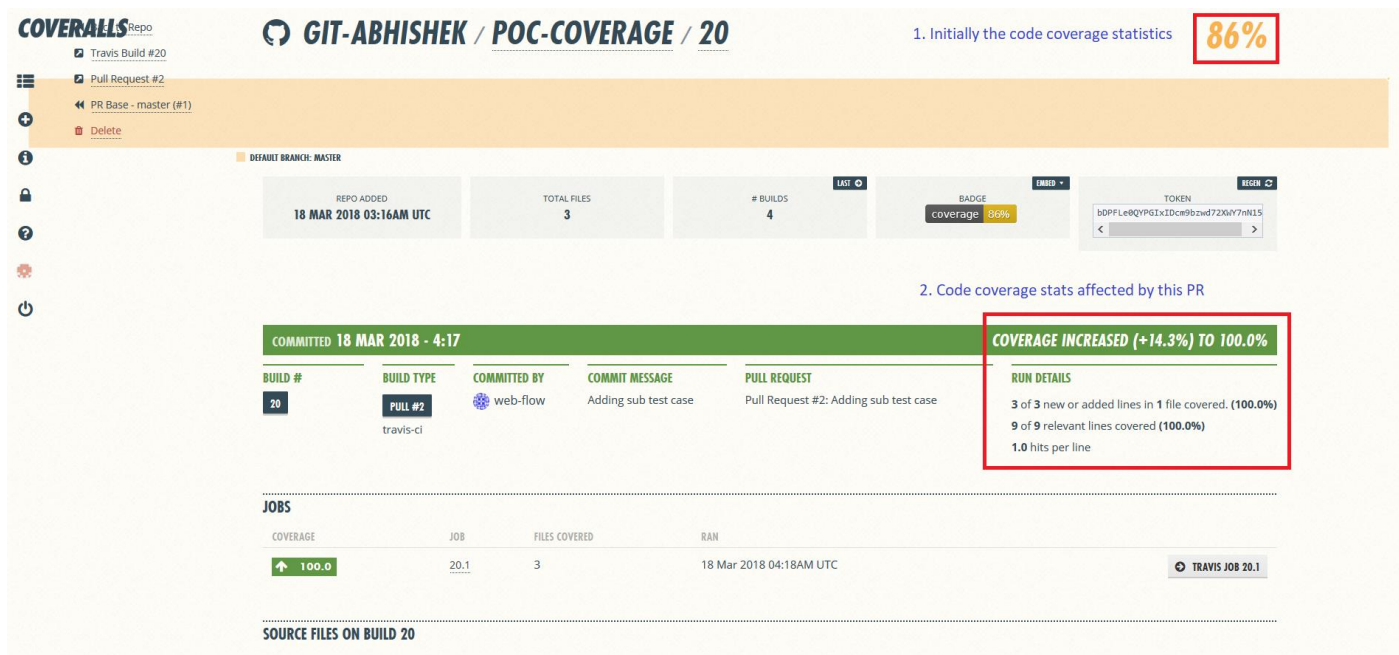 COVERALLS
Back to Repo
Travis Build #20
Pull Request #2
PR Base - master (#1)
Delete
GIT-ABHISHEK / POC-COVERAGE / 20
1. Initially the code coverage statistics
86%
DEFAULT BRANCH: MASTER
REPO ADDED
18 MAR 2018 03:16AM UTC
TOTAL FILES
3
LAST
# BUILDS
4
EMBED
BADGE
coverage 86%
REGEN
TOKEN
bDPFLe0QYPGIxIDcm9bzwd72XWY7nN15
2. Code coverage stats affected by this PR
COMMITTED 18 MAR 2018 - 4:17
COVERAGE INCREASED (+14.3%) TO 100.0%
BUILD #
20
BUILD TYPE
PULL #2
travis-ci
COMMITTED BY
web-flow
COMMIT MESSAGE
Adding sub test case
PULL REQUEST
Pull Request #2: Adding sub test case
RUN DETAILS
3 of 3 new or added lines in 1 file covered. (100.0%)
9 of 9 relevant lines covered (100.0%)
1.0 hits per line
JOBS
COVERAGE JOB FILES COVERED RAN
100.0 20.1 3 18 Mar 2018 04:18AM UTC TRAVIS JOB 20.1
SOURCE FILES ON BUILD 20